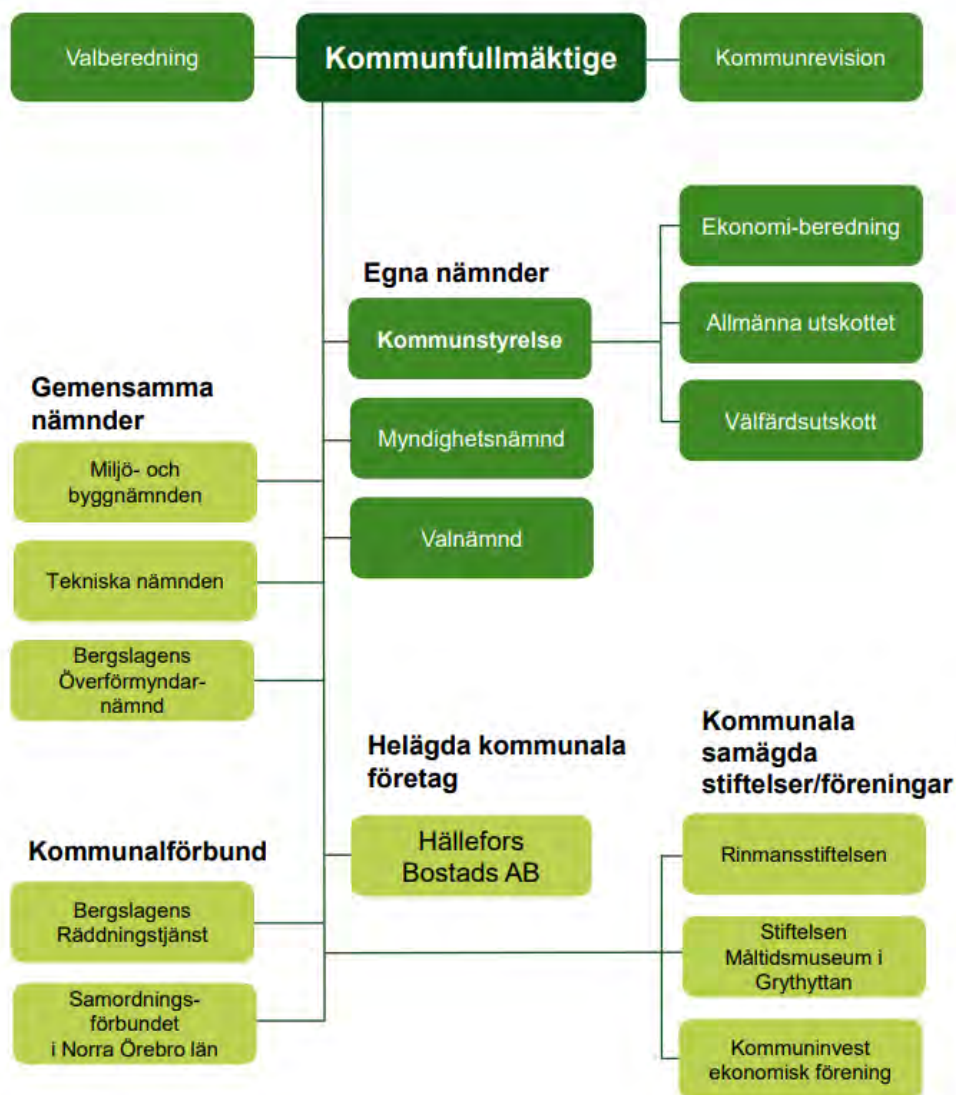 Valberedning
Kommunfullmäktige
Kommunrevision
Ekonomi-beredning
Egna nämnder
Kommunstyrelse
Allmänna utskottet
Välfärdsutskott
Myndighetsnämnd
Valnämnd
Gemensamma
nämnder
Miljö- och
byggnämnden
Tekniska nämnden
Bergslagens
Överförmyndar-
nämnd
Helägda kommunala
företag
Hällefors
Bostads AB
Kommunala
samägda
stiftelser/föreningar
Rinmansstiftelsen
Stiftelsen
Måltidsmuseum i
Grythyttan
Kommuninvest
ekonomisk förening
Kommunalförbund
Bergslagens
Räddningstjänst
Samordnings-
förbundet
i Norra Örebro län